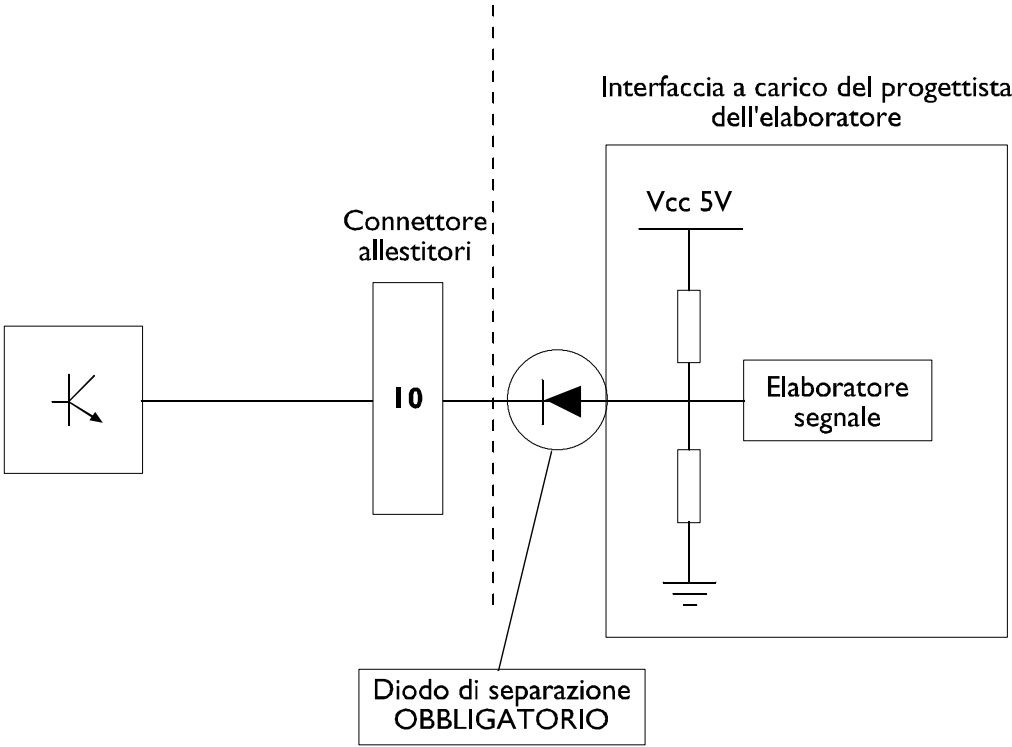 Interfaccia a carico del progettista
dell'elaboratore
Vcc 5V
Connettore
allestitori
10
Elaboratore
segnale
Diodo di separazione
OBBLIGATORIO